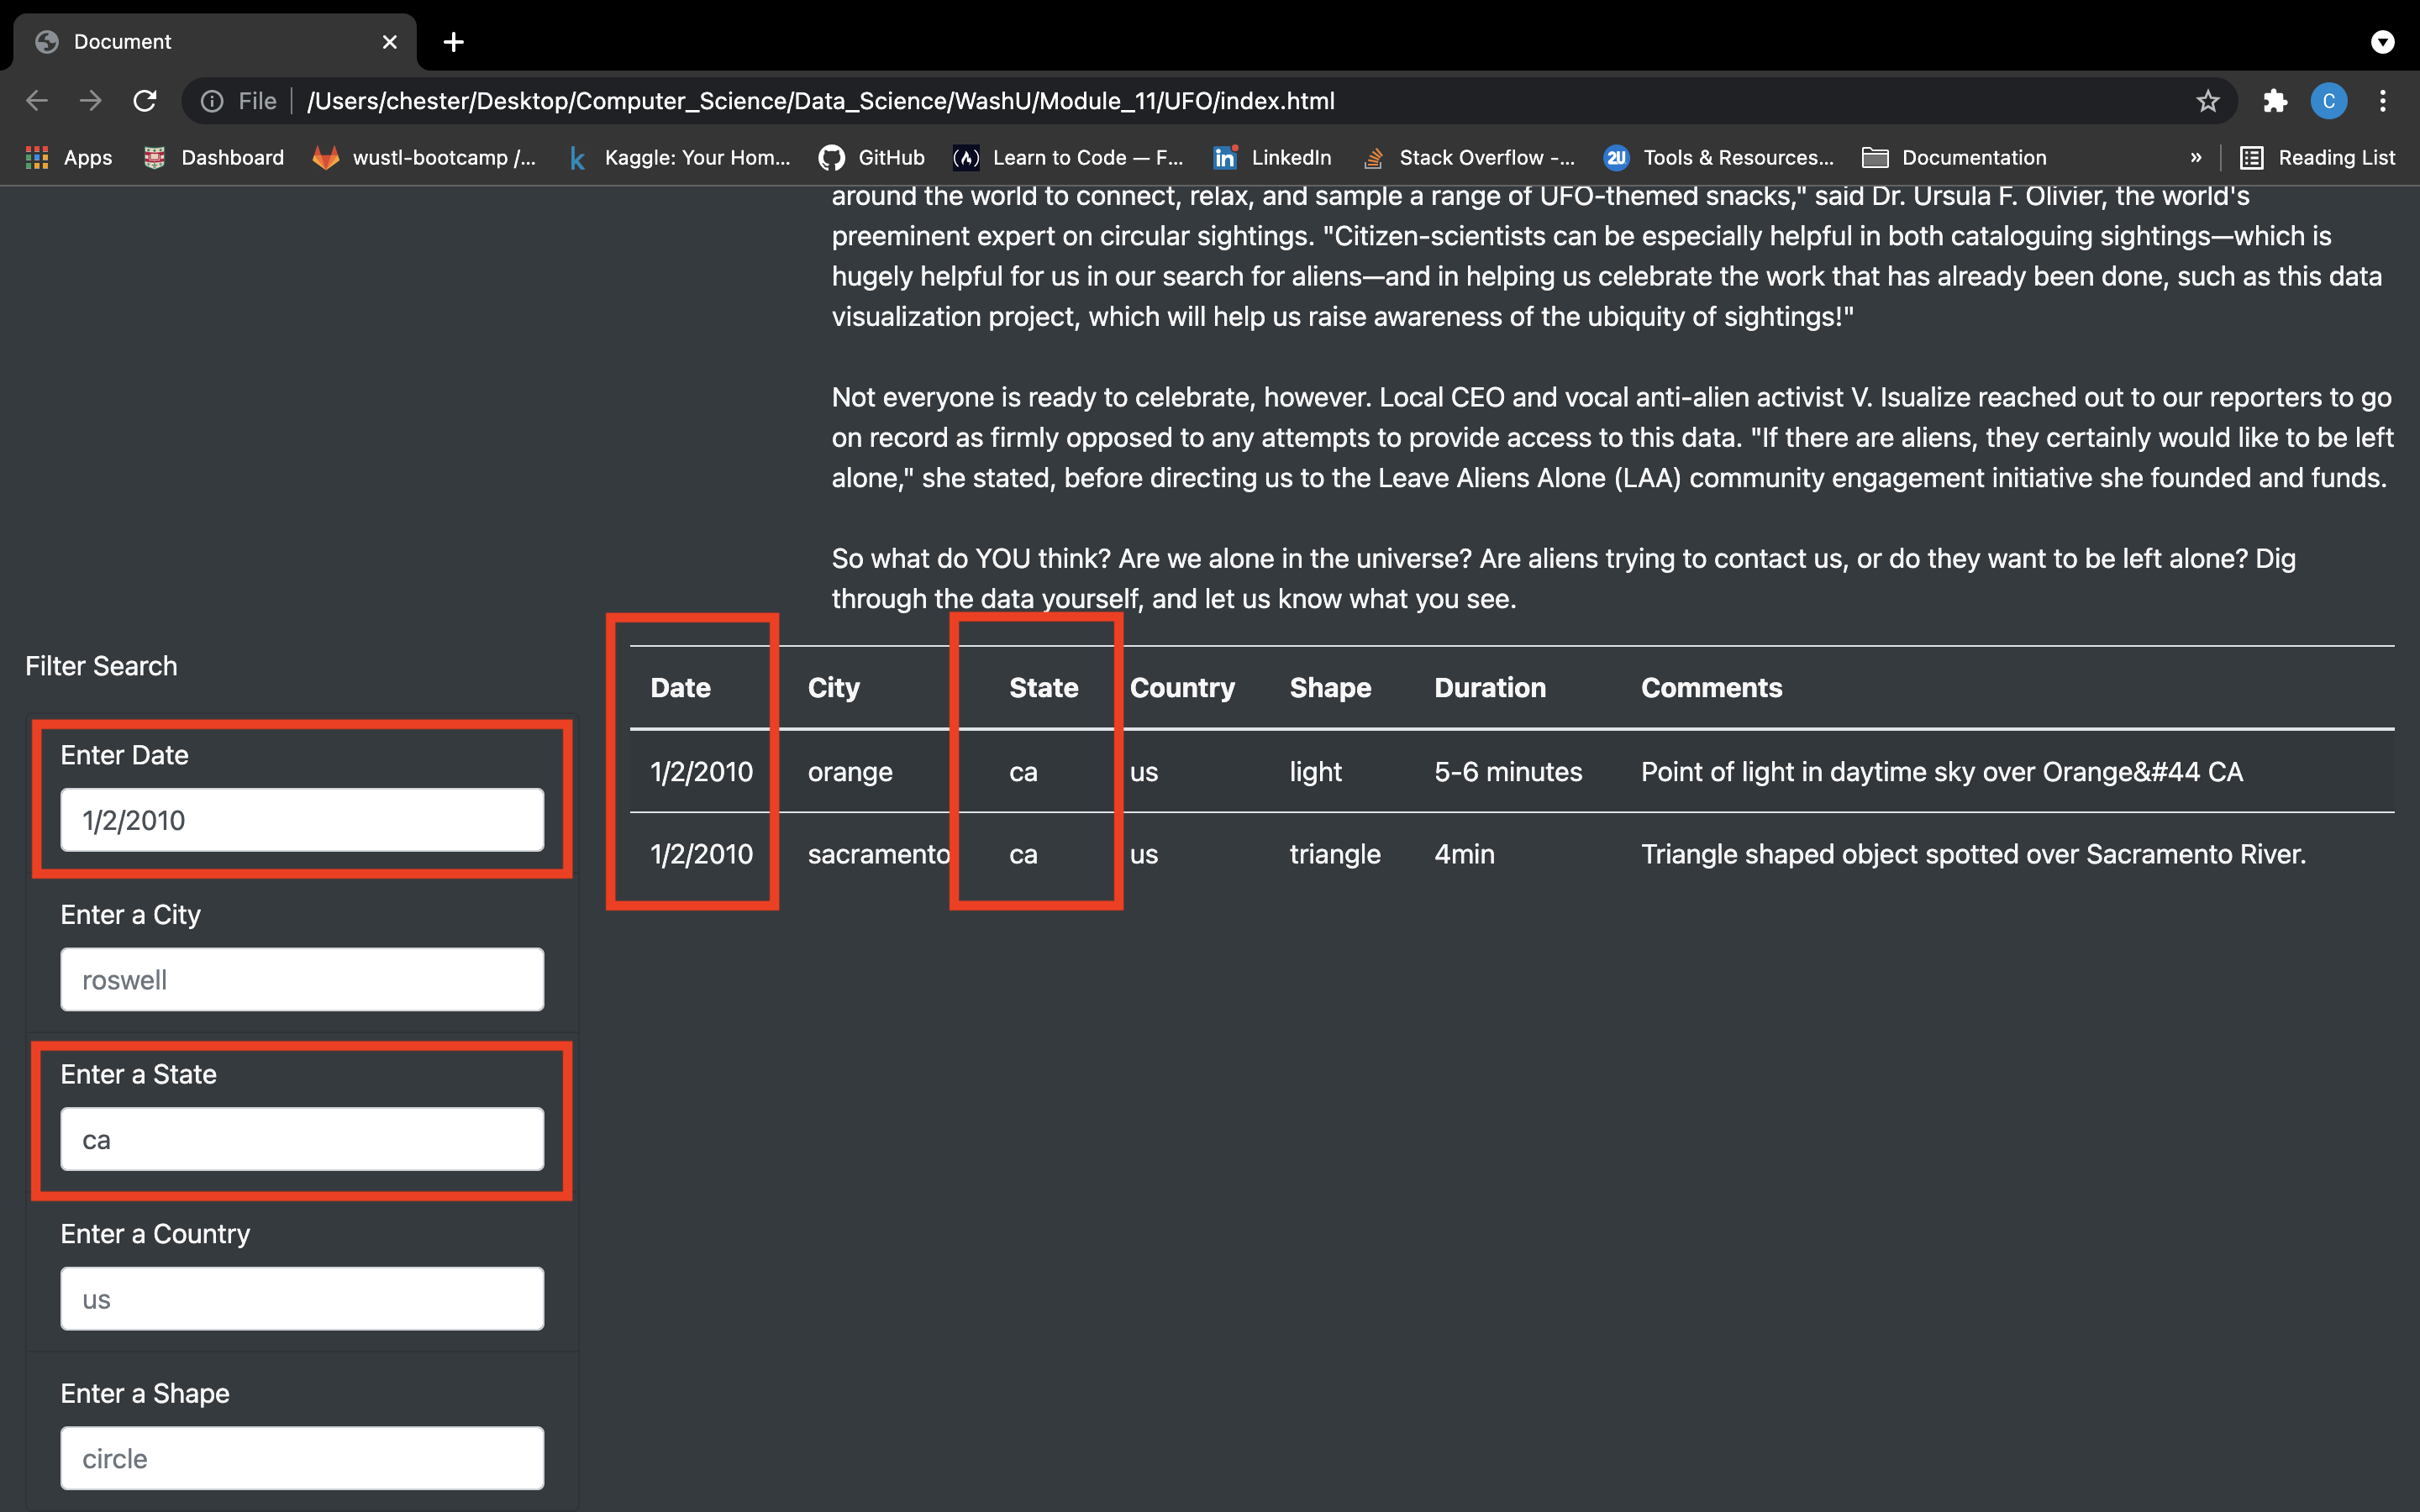 Document
File
/Users/chester/Desktop/Computer_Science/Data_Science/WashU/Module_11/UFO/index.html
C
Apps
Dashboard
wustl-bootcamp /...
k
Kaggle: Your Hom...
GitHub
Learn to Code — F...
in
LinkedIn
Stack Overflow -...
2U
Tools & Resources...
Documentation
»
Reading List
around the world to connect, relax, and sample a range of UFO-themed snacks," said Dr. Ursula F. Olivier, the world's
preeminent expert on circular sightings. "Citizen-scientists can be especially helpful in both cataloguing sightings—which is
hugely helpful for us in our search for aliens—and in helping us celebrate the work that has already been done, such as this data
visualization project, which will help us raise awareness of the ubiquity of sightings!"
Not everyone is ready to celebrate, however. Local CEO and vocal anti-alien activist V. Isualize reached out to our reporters to go
on record as firmly opposed to any attempts to provide access to this data. "If there are aliens, they certainly would like to be left
alone," she stated, before directing us to the Leave Aliens Alone (LAA) community engagement initiative she founded and funds.
So what do YOU think? Are we alone in the universe? Are aliens trying to contact us, or do they want to be left alone? Dig
through the data yourself, and let us know what you see.
Filter Search
Enter Date
1/2/2010
Enter a City
roswell
Enter a State
ca
Enter a Country
us
Enter a Shape
circle
Date City State Country Shape Duration Comments
1/2/2010 orange ca us light 5-6 minutes Point of light in daytime sky over Orange&#44 CA
1/2/2010 sacramento ca us triangle 4min Triangle shaped object spotted over Sacramento River.